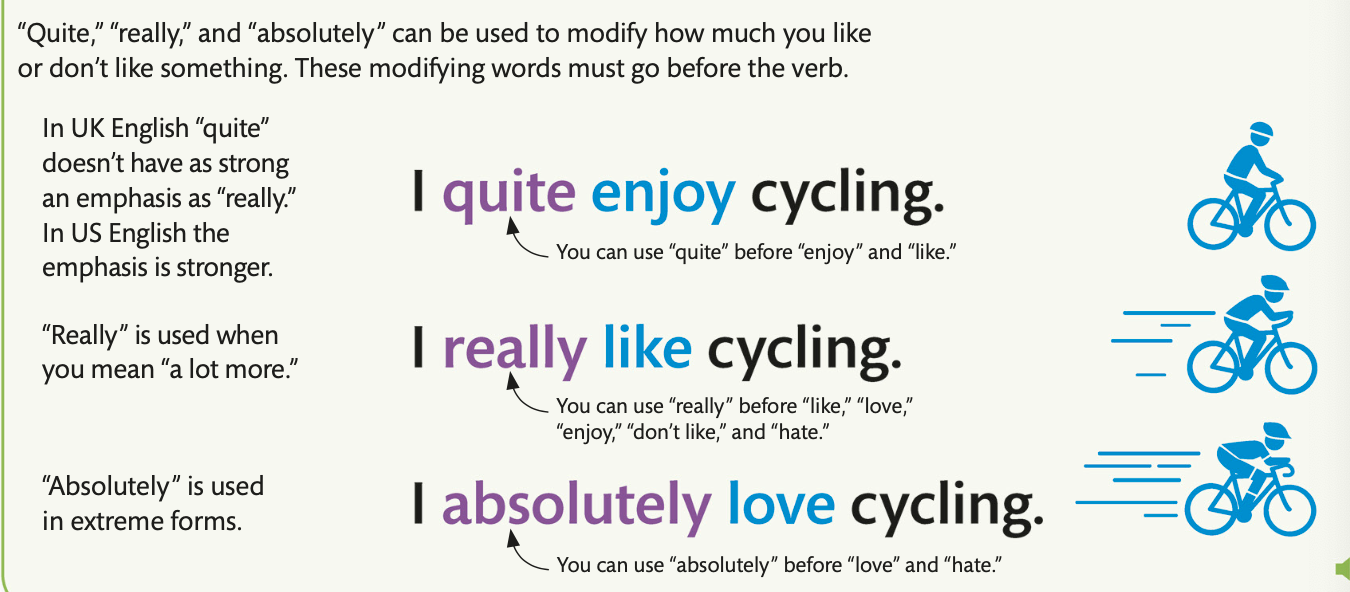 “Quite,” “really,” and “absolutely” can be used to modify how much you like
or don’t like something. These modifying words must go before the verb.
In UK English “quite”
doesn’t have as strong
an emphasis as “really.”
In US English the
emphasis is stronger.
I quite enjoy cycling.
You can use “quite” before “enjoy” and “like.”
“Really” is used when
you mean “a lot more.”
I really like cycling.
You can use “really” before “like,” “love,”
“enjoy,” “don’t like,” and “hate.”
“Absolutely” is used
in extreme forms.
I absolutely love cycling.
You can use “absolutely” before “love” and “hate.”